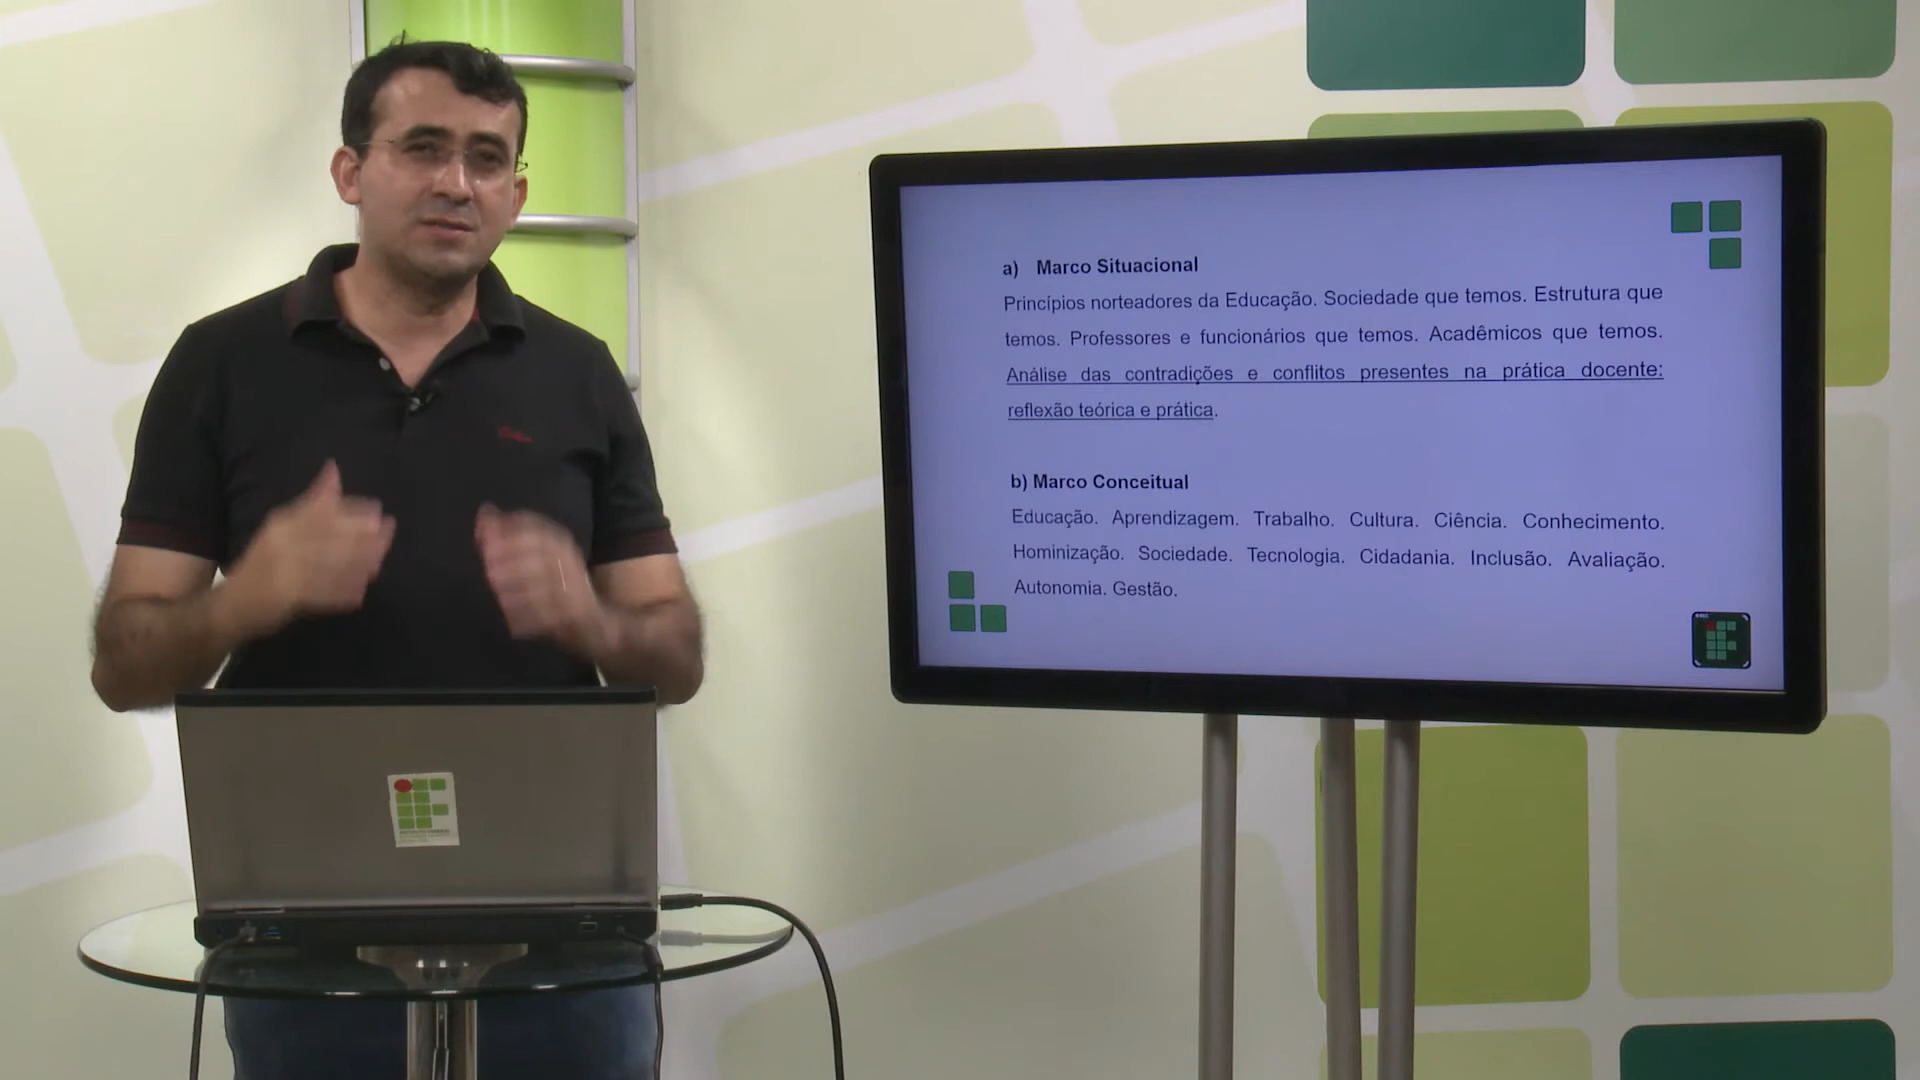 a) Marco Situacional
Princípios norteadores da Educação. Sociedade que temos. Estrutura que
temos. Professores e funcionários que temos. Acadêmicos que temos.
Análise das contradições e conflitos presentes na prática docente:
reflexão teórica e prática.
b) Marco Conceitual
Educação. Aprendizagem. Trabalho. Cultura. Ciência. Conhecimento.
Hominização. Sociedade. Tecnologia. Cidadania. Inclusão. Avaliação.
Autonomia. Gestão.
INSTITUTO FEDERAL